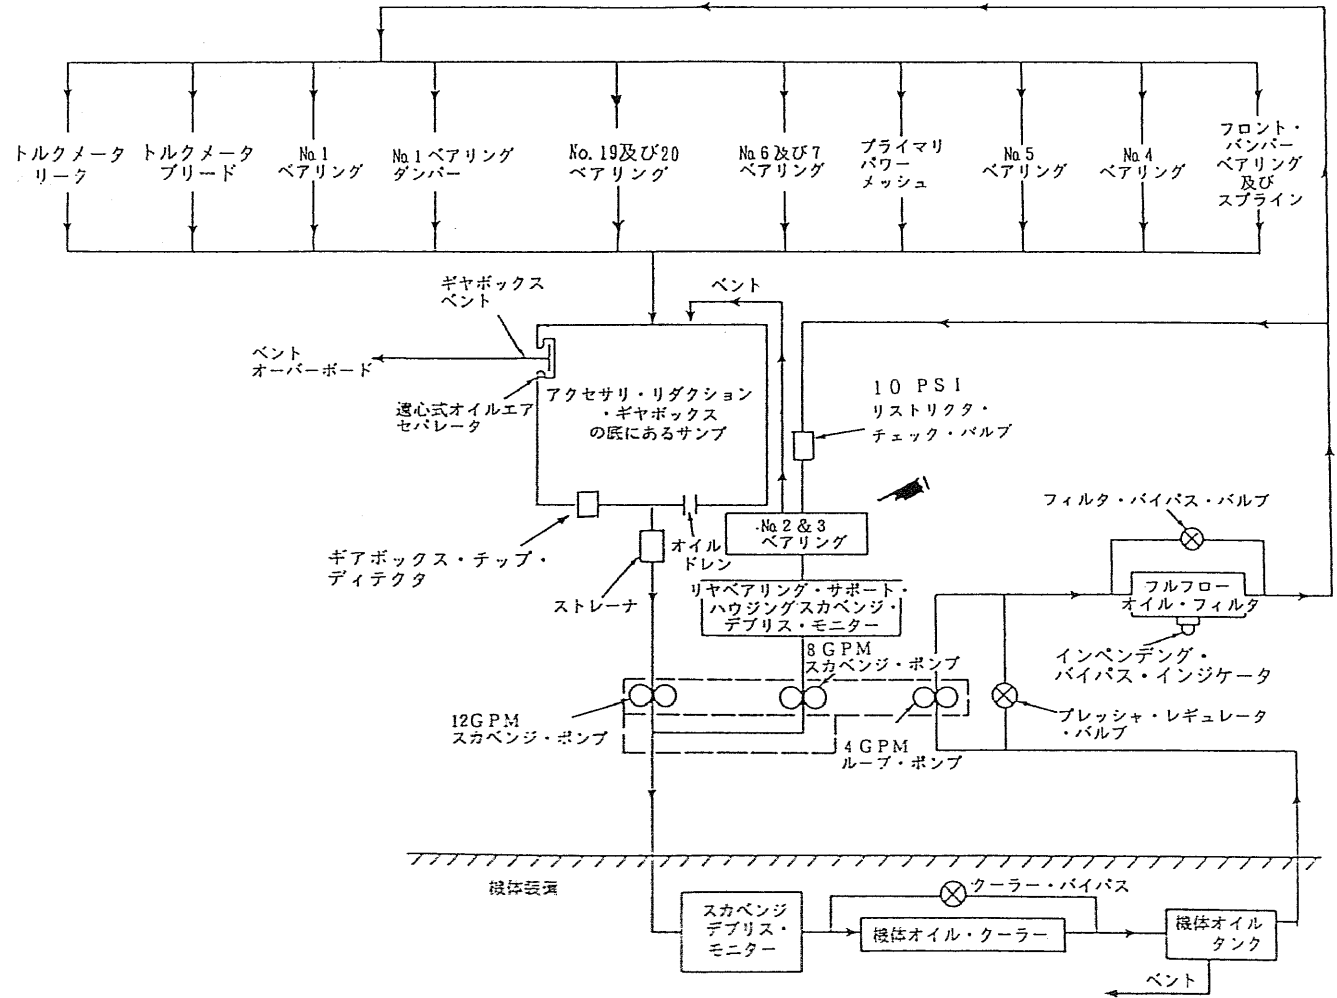 トルクメータ
リーク
トルクメータ
ブリード
No.1
ベアリング
No.1ベアリング
ダンパー
No.19及び20
ベアリング
No.6及び7
ベアリング
プライマリ
パワー
メッシュ
No.5
ベアリング
No.4
ベアリング
フロント・
バンパー
ベアリング
及び
スプライン
ギヤボックス
ベント
ベント
ベント
オーバーボード
遠心式オイルエア
セパレータ
アクセサリ・リダクション
・ギヤボックス
の底にあるサンプ
10 PSI
リストリクタ・
チェック・バルブ
No.2&3
ベアリング
オイル
ドレン
ギアボックス・チップ・
ディテクタ
ストレーナ
リヤベアリング・サポート・
ハウジングスカベンジ・
デブリス・モニター
フィルタ・バイパス・バルブ
フルフロー
オイル・フィルタ
インペンデング・
バイパス・インジケータ
8GPM
スカベンジ・ポンプ
12GPM
スカベンジ・ポンプ
4GPM
ルーブ・ポンプ
プレッシャ・レギュレータ
・バルブ
機体装備
スカベンジ
デブリス・
モニター
クーラー・バイパス
機体オイル・クーラー
機体オイル
タンク
ベント